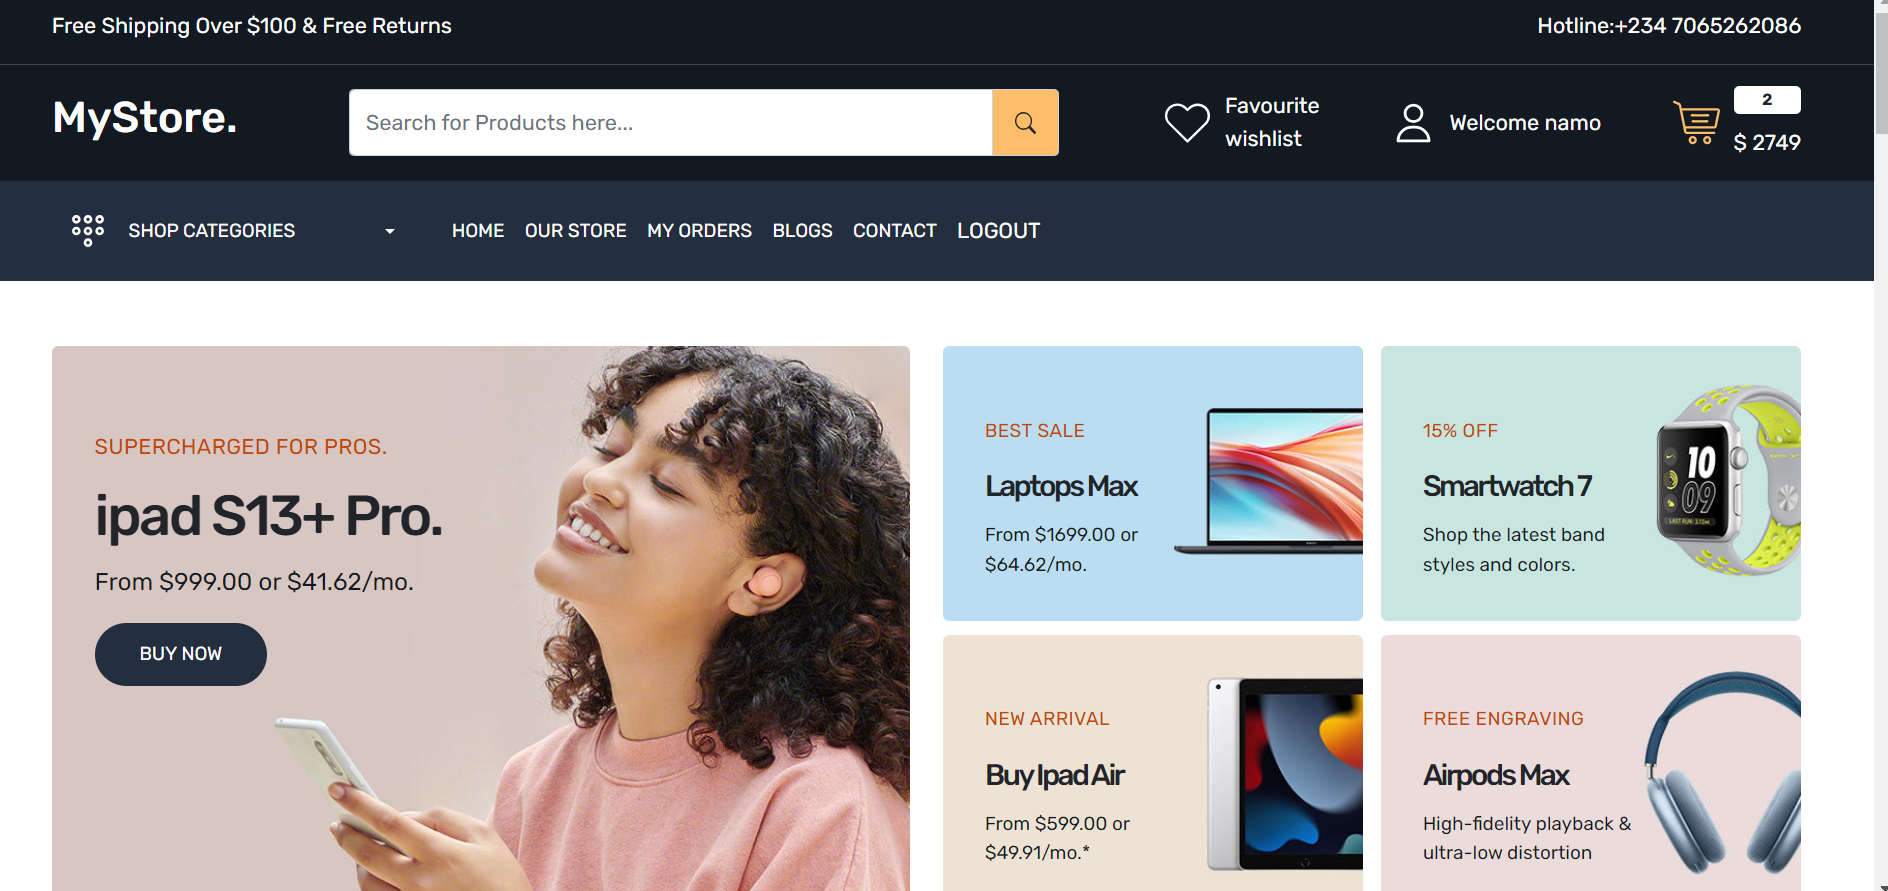 Free Shipping Over $100 & Free Returns
Hotline:+234 7065262086
MyStore.
Search for Products here...
Favourite
wishlist
Welcome namo
2
$ 2749
SHOP CATEGORIES
HOME OUR STORE MY ORDERS BLOGS CONTACT LOGOUT
SUPERCHARGED FOR PROS.
ipad S13+ Pro.
From $999.00 or $41.62/mo.
BUY NOW
BEST SALE
Laptops Max
From $1699.00 or
$64.62/mo.
15% OFF
Smartwatch 7
Shop the latest band
styles and colors.
10
09
LAST RUN: 3.12MI
NEW ARRIVAL
Buy Ipad Air
From $599.00 or
$49.91/mo.*
FREE ENGRAVING
Airpods Max
High-fidelity playback &
ultra-low distortion